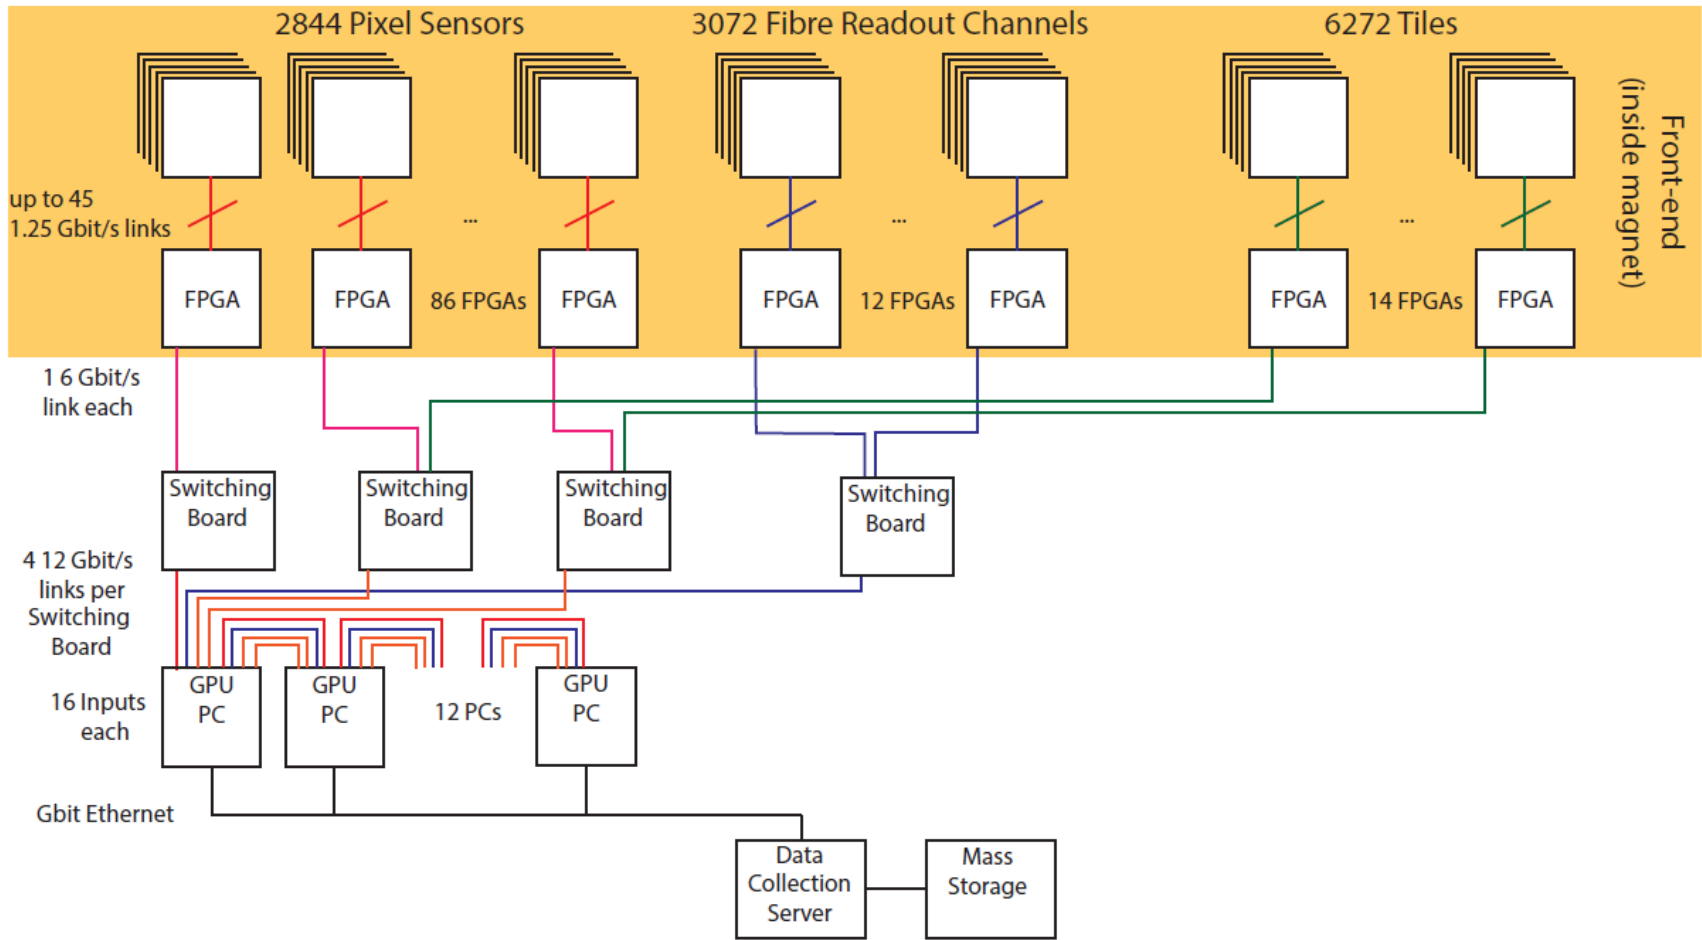 2844 Pixel Sensors
3072 Fibre Readout Channels
6272 Tiles
Front-end
(inside magnet)
up to 45
1.25 Gbit/s links
...
...
...
FPGA
FPGA
86 FPGAs
FPGA
FPGA
12 FPGAs
FPGA
FPGA
14 FPGAs
FPGA
1 6 Gbit/s
link each
Switching
Board
Switching
Board
Switching
Board
Switching
Board
4 12 Gbit/s
links per
Switching
Board
16 Inputs
each
GPU
PC
GPU
PC
12 PCs
GPU
PC
Gbit Ethernet
Data
Collection
Server
Mass
Storage